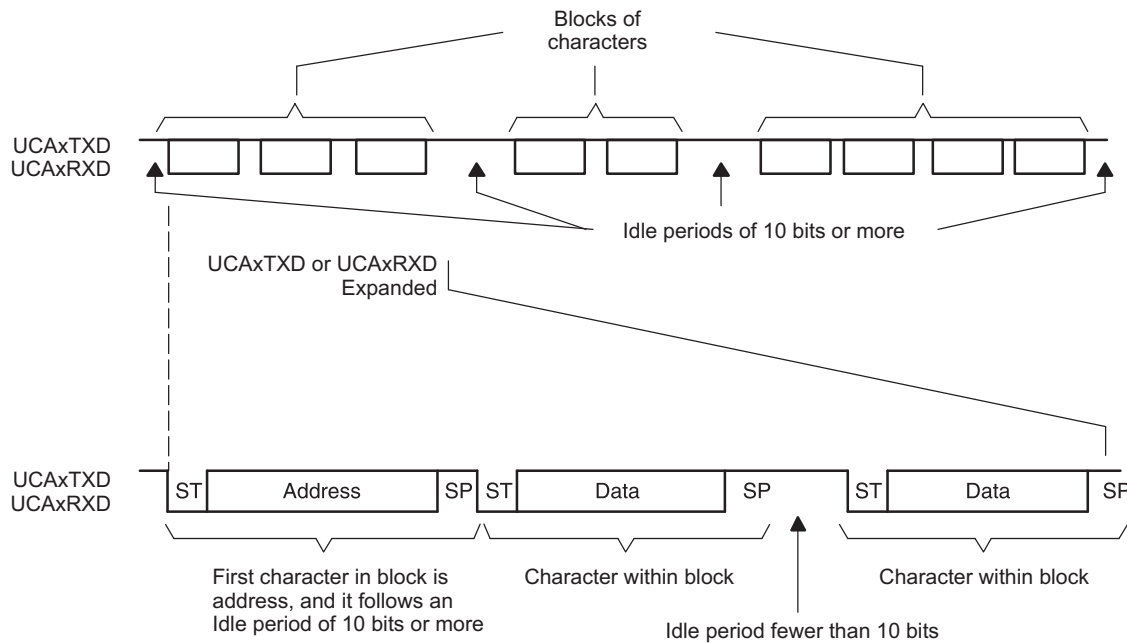 Blocks of
characters
UCAxTXD
UCAxRXD
Idle periods of 10 bits or more
UCAxTXD or UCAxRXD
Expanded
UCAxTXD
UCAxRXD
ST Address SP ST Data SP ST Data SP
First character in block is
address, and it follows an
Idle period of 10 bits or more
Character within block
Character within block
Idle period fewer than 10 bits